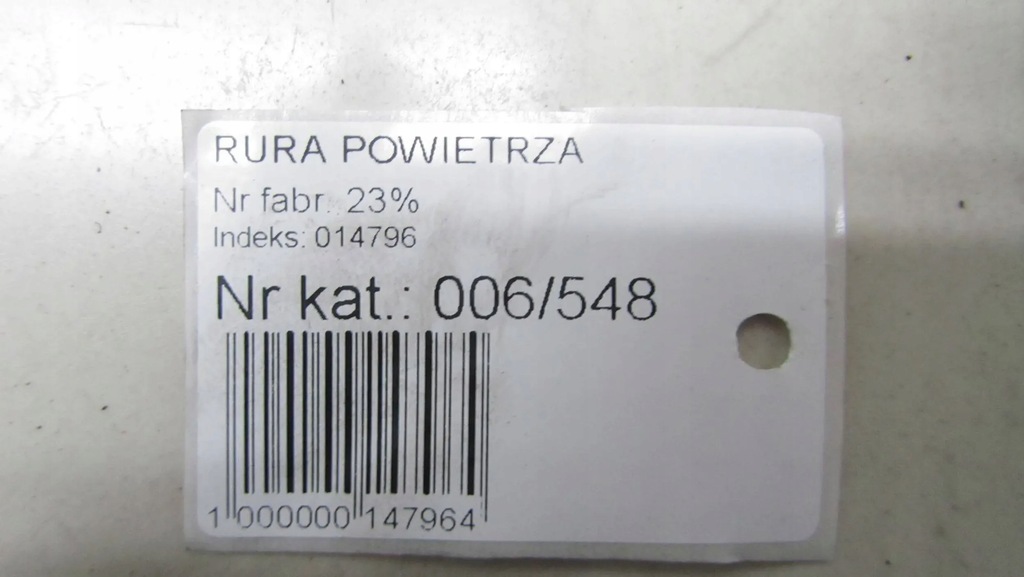 RURA POWIETRZA
Nr fabr.: 23%
Indeks: 014796
Nr kat.: 006/548
1 000000 147964